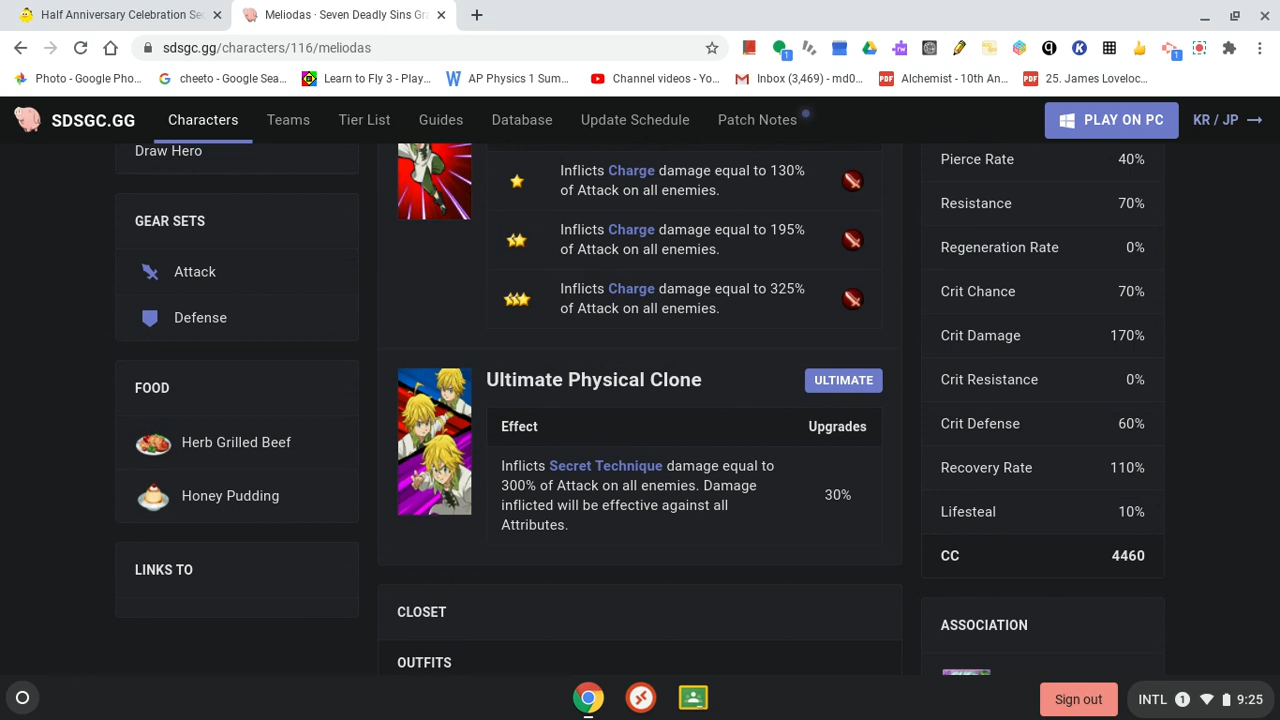 Half Anniversary Celebration Sec
Meliodas · Seven Deadly Sins Gra
sdsgc.gg/characters/116/meliodas
Photo - Google Pho...
cheeto - Google Sea...
Learn to Fly 3 - Play...
AP Physics 1 Sum...
Channel videos - Yo...
Inbox (3,469) - md0...
Alchemist - 10th An...
25. James Loveloc...
SDSGC.GG
Characters
Teams
Tier List
Guides
Database
Update Schedule
Patch Notes
PLAY ON PC
KR / JP
Draw Hero
GEAR SETS
Attack
Defense
FOOD
Herb Grilled Beef
Honey Pudding
LINKS TO
Inflicts Charge damage equal to 130%
of Attack on all enemies.
Inflicts Charge damage equal to 195%
of Attack on all enemies.
Inflicts Charge damage equal to 325%
of Attack on all enemies.
Ultimate Physical Clone
ULTIMATE
Effect
Upgrades
Inflicts Secret Technique damage equal to
300% of Attack on all enemies. Damage
inflicted will be effective against all
Attributes.
30%
CLOSET
OUTFITS
Pierce Rate 40%
Resistance 70%
Regeneration Rate 0%
Crit Chance 70%
Crit Damage 170%
Crit Resistance 0%
Crit Defense 60%
Recovery Rate 110%
Lifesteal 10%
CC 4460
ASSOCIATION
Sign out
INTL 1 9:25